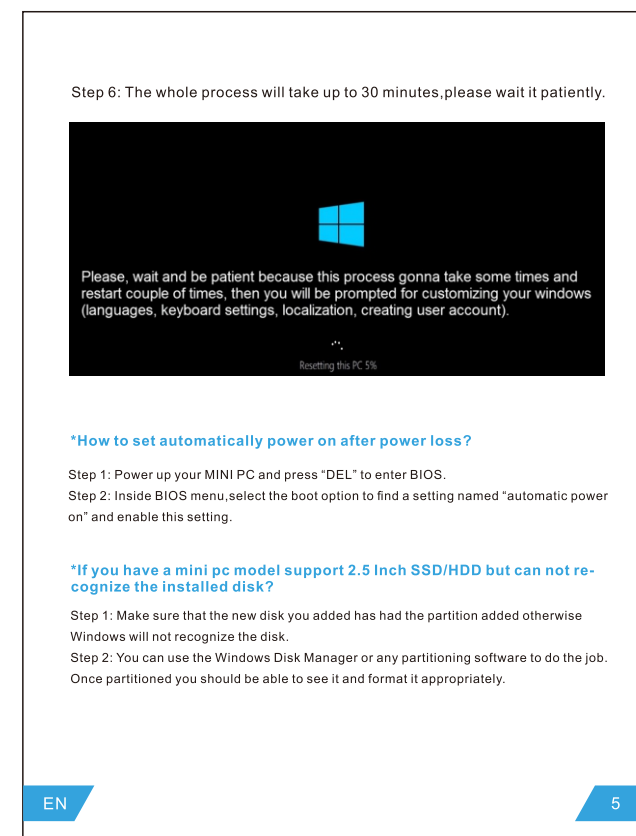 Step 6: The whole process will take up to 30 minutes,please wait it patiently.
Please, wait and be patient because this process gonna take some times and
restart couple of times, then you will be prompted for customizing your windows
(languages, keyboard settings, localization, creating user account).
Resetting this PC 5%
*How to set automatically power on after power loss?
Step 1: Power up your MINI PC and press “DEL” to enter BIOS.
Step 2: Inside BIOS menu,select the boot option to find a setting named “automatic power
on” and enable this setting.
*If you have a mini pc model support 2.5 Inch SSD/HDD but can not re-
cognize the installed disk?
Step 1: Make sure that the new disk you added has had the partition added otherwise
Windows will not recognize the disk.
Step 2: You can use the Windows Disk Manager or any partitioning software to do the job.
Once partitioned you should be able to see it and format it appropriately.
EN
5